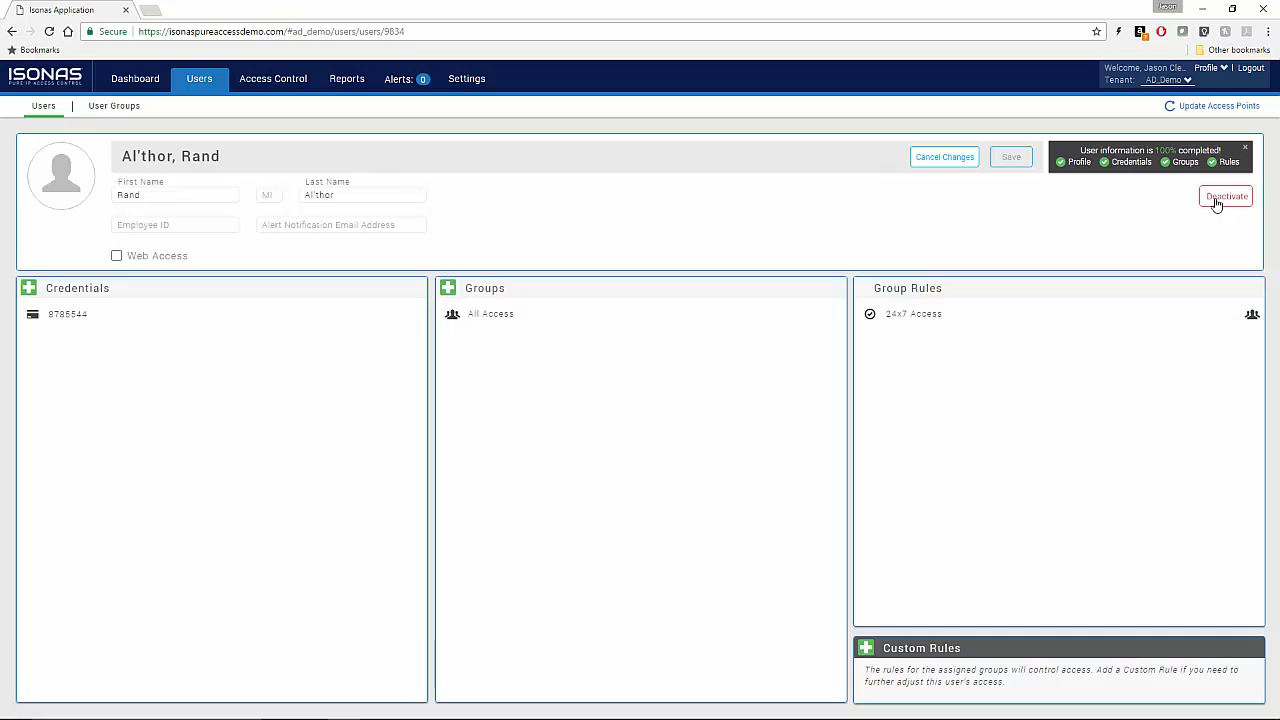 Isonas Application
Jason
Secure https://isonaspureaccessdemo.com/#ad_demo/users/users/9834
Bookmarks
Other bookmarks
ISONAS
PURE IP ACCESS CONTROL
Dashboard
Users
Access Control
Reports
Alerts: 0
Settings
Welcome, Jason Cle... Profile Logout
Tenant: AD_Demo
Users | User Groups
Update Access Points
Al'thor, Rand
Cancel Changes
Save
User information is 100% completed!
Profile Credentials Groups Rules
First Name
Last Name
Rand
MI
Al'thor
Deactivate
Employee ID
Alert Notification Email Address
Web Access
Credentials
Groups
Group Rules
8785544
All Access
24x7 Access
Custom Rules
The rules for the assigned groups will control access. Add a Custom Rule if you need to
further adjust this user's access.